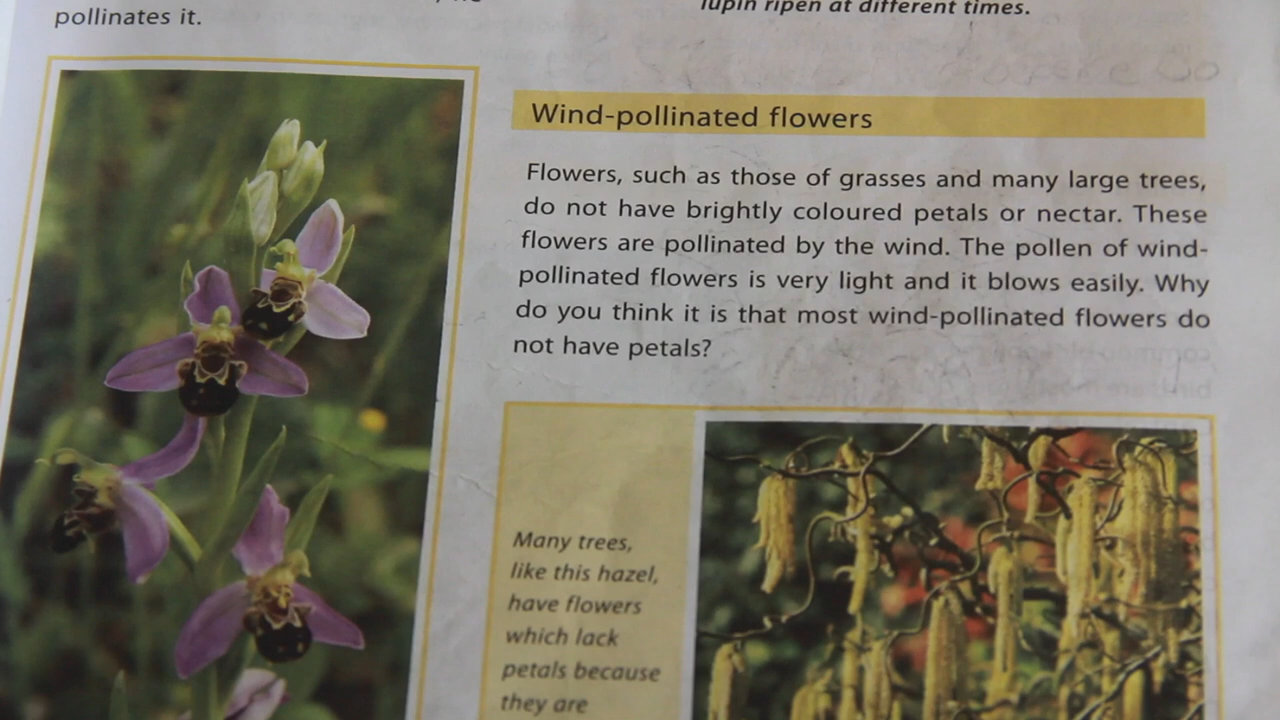 pollinates it.
lupin ripen at different times.
Wind-pollinated flowers
Flowers, such as those of grasses and many large trees,
do not have brightly coloured petals or nectar. These
flowers are pollinated by the wind. The pollen of wind-
pollinated flowers is very light and it blows easily. Why
do you think it is that most wind-pollinated flowers do
not have petals?
Many trees,
like this hazel,
have flowers
which lack
petals because
they are